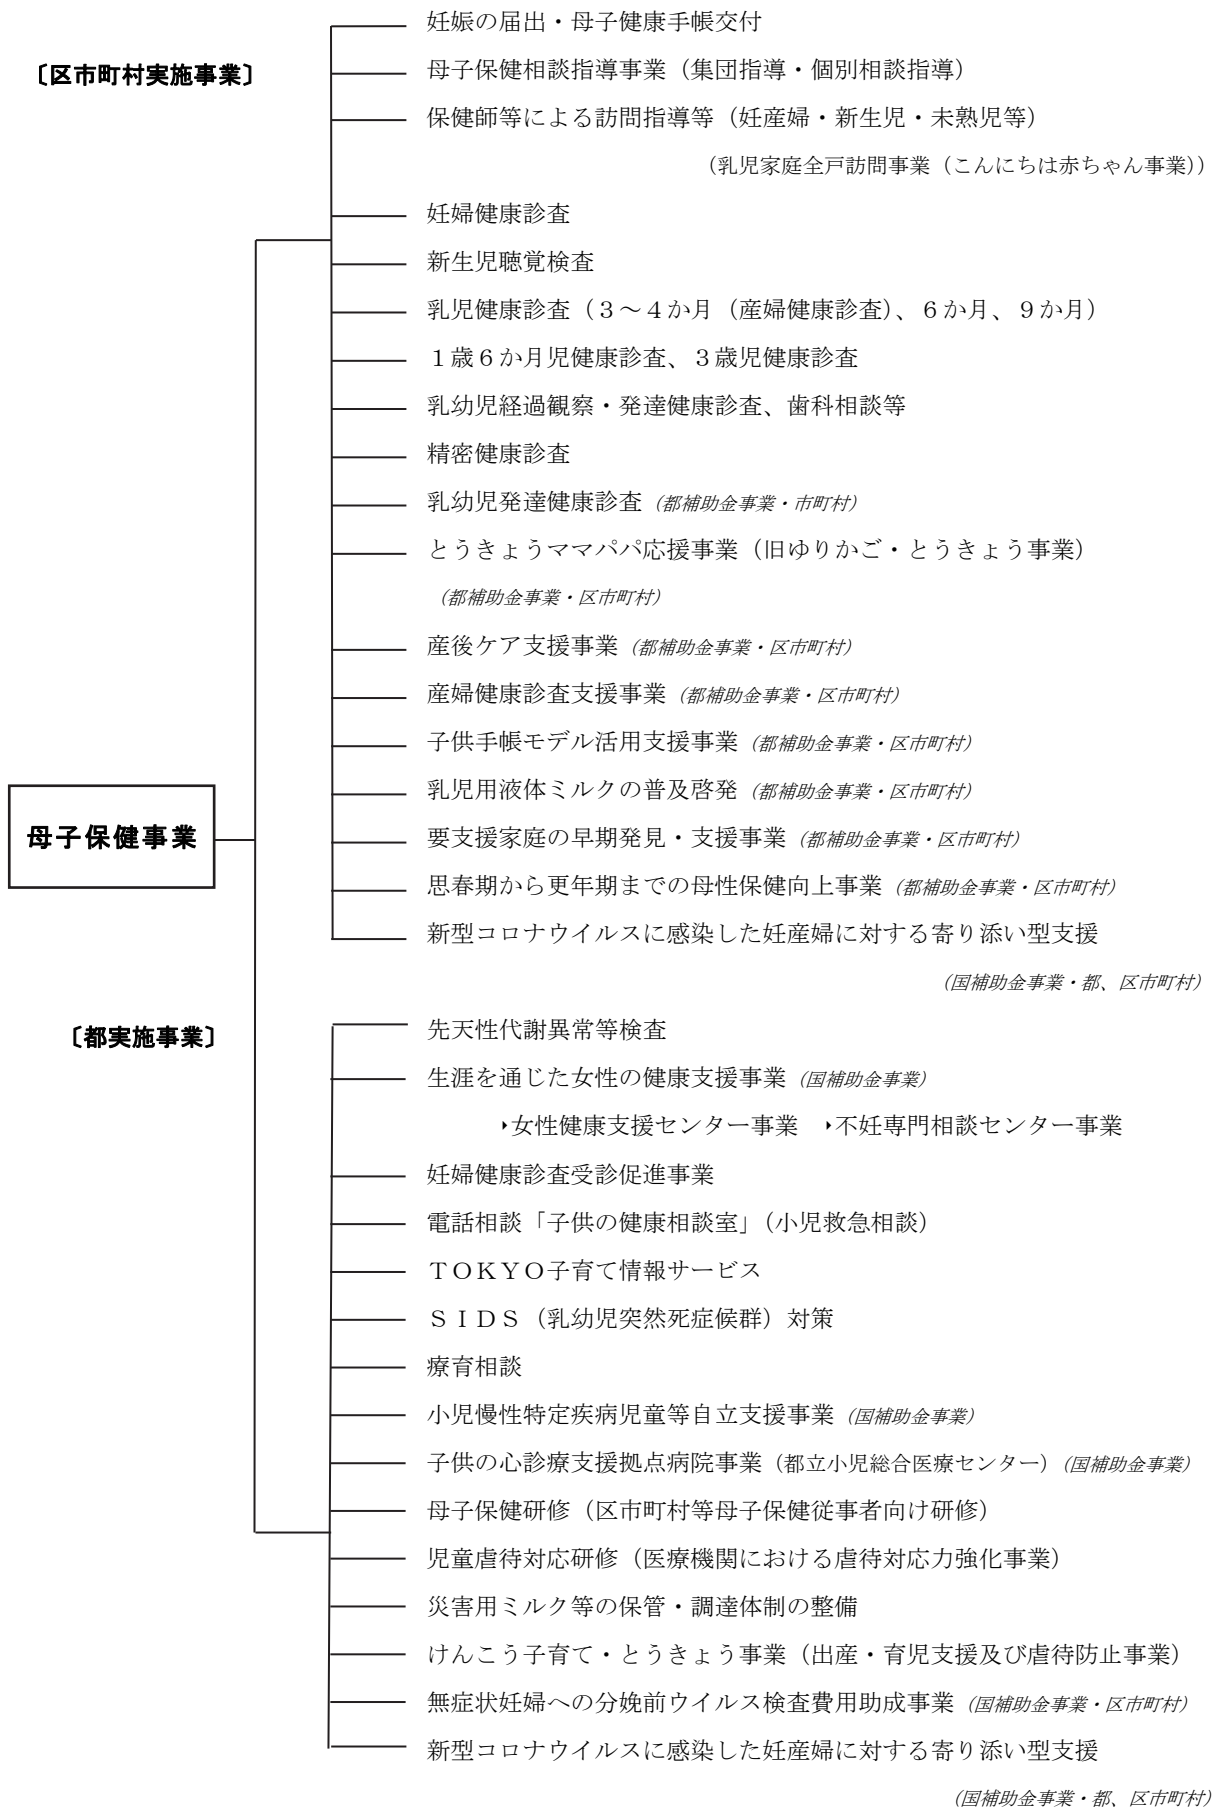 妊娠の届出・母子健康手帳交付
〔区市町村実施事業〕
母子保健相談指導事業（集団指導・個別相談指導）
保健師等による訪問指導等（妊産婦・新生児・未熟児等）
（乳児家庭全戸訪問事業（こんにちは赤ちゃん事業））
妊婦健康診査
新生児聴覚検査
乳児健康診査（３～４か月（産婦健康診査）、６か月、９か月）
１歳６か月児健康診査、３歳児健康診査
乳幼児経過観察・発達健康診査、歯科相談等
精密健康診査
乳幼児発達健康診査（都補助金事業・市町村）
とうきょうママパパ応援事業（旧ゆりかご・とうきょう事業）
（都補助金事業・区市町村）
産後ケア支援事業（都補助金事業・区市町村）
産婦健康診査支援事業（都補助金事業・区市町村）
子供手帳モデル活用支援事業（都補助金事業・区市町村）
乳児用液体ミルクの普及啓発（都補助金事業・区市町村）
母子保健事業
要支援家庭の早期発見・支援事業（都補助金事業・区市町村）
思春期から更年期までの母性保健向上事業（都補助金事業・区市町村）
新型コロナウイルスに感染した妊産婦に対する寄り添い型支援
（国補助金事業・都、区市町村）
〔都実施事業〕
先天性代謝異常等検査
生涯を通じた女性の健康支援事業（国補助金事業）
‣女性健康支援センター事業　‣不妊専門相談センター事業
妊婦健康診査受診促進事業
電話相談「子供の健康相談室」（小児救急相談）
ＴＯＫＹＯ子育て情報サービス
ＳＩＤＳ（乳幼児突然死症候群）対策
療育相談
小児慢性特定疾病児童等自立支援事業（国補助金事業）
子供の心診療支援拠点病院事業（都立小児総合医療センター）（国補助金事業）
母子保健研修（区市町村等母子保健従事者向け研修）
児童虐待対応研修（医療機関における虐待対応力強化事業）
災害用ミルク等の保管・調達体制の整備
けんこう子育て・とうきょう事業（出産・育児支援及び虐待防止事業）
無症状妊婦への分娩前ウイルス検査費用助成事業（国補助金事業・区市町村）
新型コロナウイルスに感染した妊産婦に対する寄り添い型支援
（国補助金事業・都、区市町村）